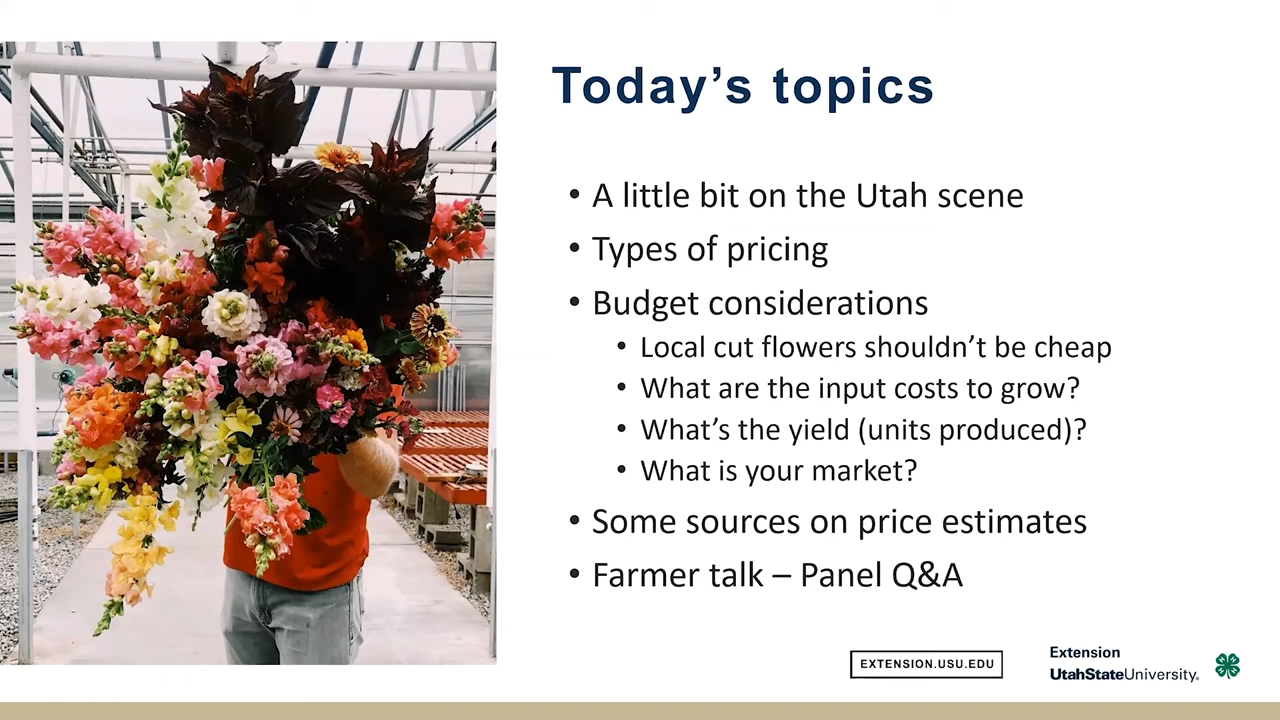 Today’s topics
• A little bit on the Utah scene
• Types of pricing
• Budget considerations
• Local cut flowers shouldn’t be cheap
• What are the input costs to grow?
• What’s the yield (units produced)?
• What is your market?
• Some sources on price estimates
• Farmer talk – Panel Q&A
EXTENSION.USU.EDU
Extension
UtahStateUniversity.